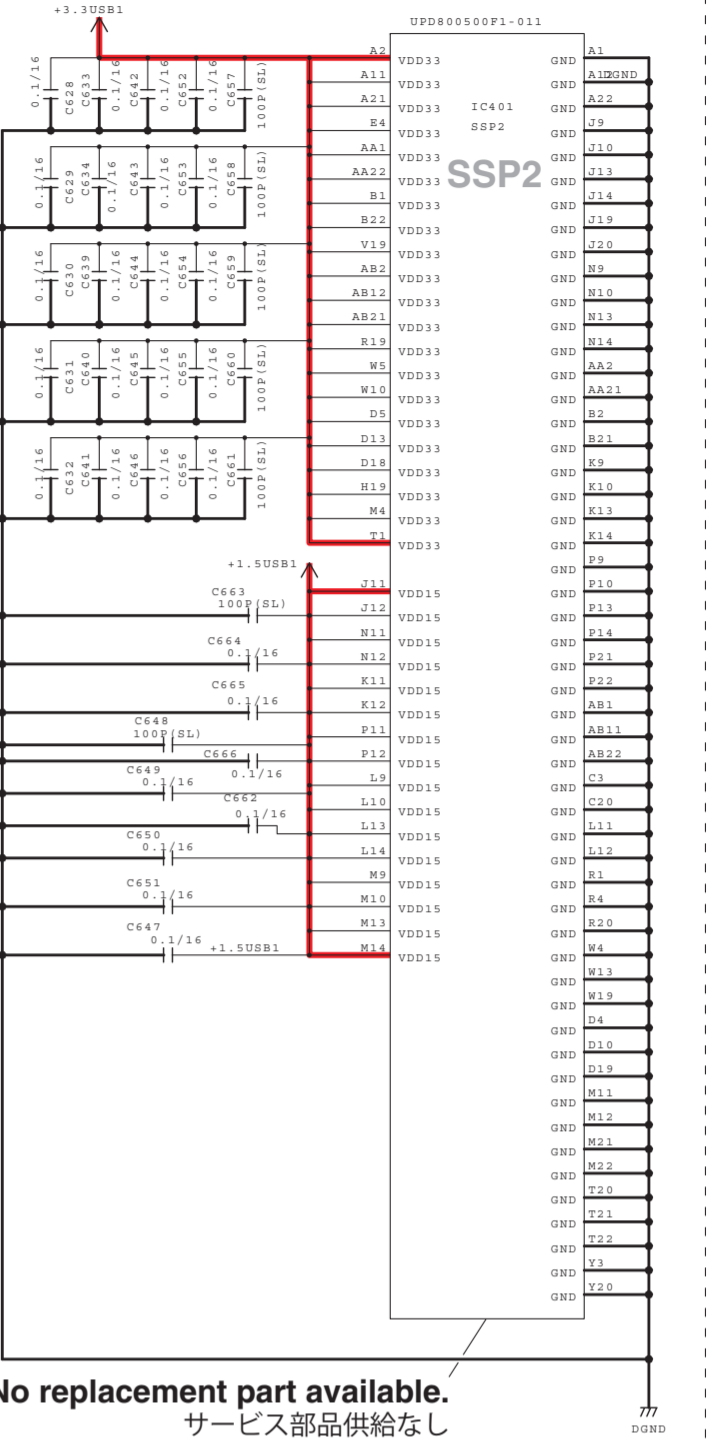 +3.3USB1
UPD800500F1-011
IC401
SSP2
SSP2
0.1/16 C628 C633 0.1/16 C642 0.1/16 C652 0.1/16 C657 100P(SL)
0.1/16 C629 C634 0.1/16 C643 0.1/16 C653 0.1/16 C658 100P(SL)
0.1/16 C630 C639 0.1/16 C644 0.1/16 C654 0.1/16 C659 100P(SL)
0.1/16 C631 C640 0.1/16 C645 0.1/16 C655 0.1/16 C660 100P(SL)
0.1/16 C632 C641 0.1/16 C646 0.1/16 C656 0.1/16 C661 100P(SL)
A2 VDD33
A11 VDD33
A21 VDD33
E4 VDD33
AA1 VDD33
AA22 VDD33
B1 VDD33
B22 VDD33
V19 VDD33
AB2 VDD33
AB12 VDD33
AB21 VDD33
R19 VDD33
W5 VDD33
W10 VDD33
D5 VDD33
D13 VDD33
D18 VDD33
H19 VDD33
M4 VDD33
T1 VDD33
+1.5USB1
C663
100P(SL)
C664
0.1/16
C665
0.1/16
C648
100P(SL)
C666
0.1/16
C649
0.1/16
C662
0.1/16
C650
0.1/16
C651
0.1/16
C647
0.1/16
+1.5USB1
J11 VDD15
J12 VDD15
N11 VDD15
N12 VDD15
K11 VDD15
K12 VDD15
P11 VDD15
P12 VDD15
L9 VDD15
L10 VDD15
L13 VDD15
L14 VDD15
M9 VDD15
M10 VDD15
M13 VDD15
M14 VDD15
GND A1
GND A12 DGND
GND A22
GND J9
GND J10
GND J13
GND J14
GND J19
GND J20
GND N9
GND N10
GND N13
GND N14
GND AA2
GND AA21
GND B2
GND B21
GND K9
GND K10
GND K13
GND K14
GND P9
GND P10
GND P13
GND P14
GND P21
GND P22
GND AB1
GND AB11
GND AB22
GND C3
GND C20
GND L11
GND L12
GND R1
GND R4
GND R20
GND W4
GND W13
GND W19
GND D4
GND D10
GND D19
GND M11
GND M12
GND M21
GND M22
GND T20
GND T21
GND T22
GND Y3
GND Y20
No replacement part available.
サービス部品供給なし
DGND